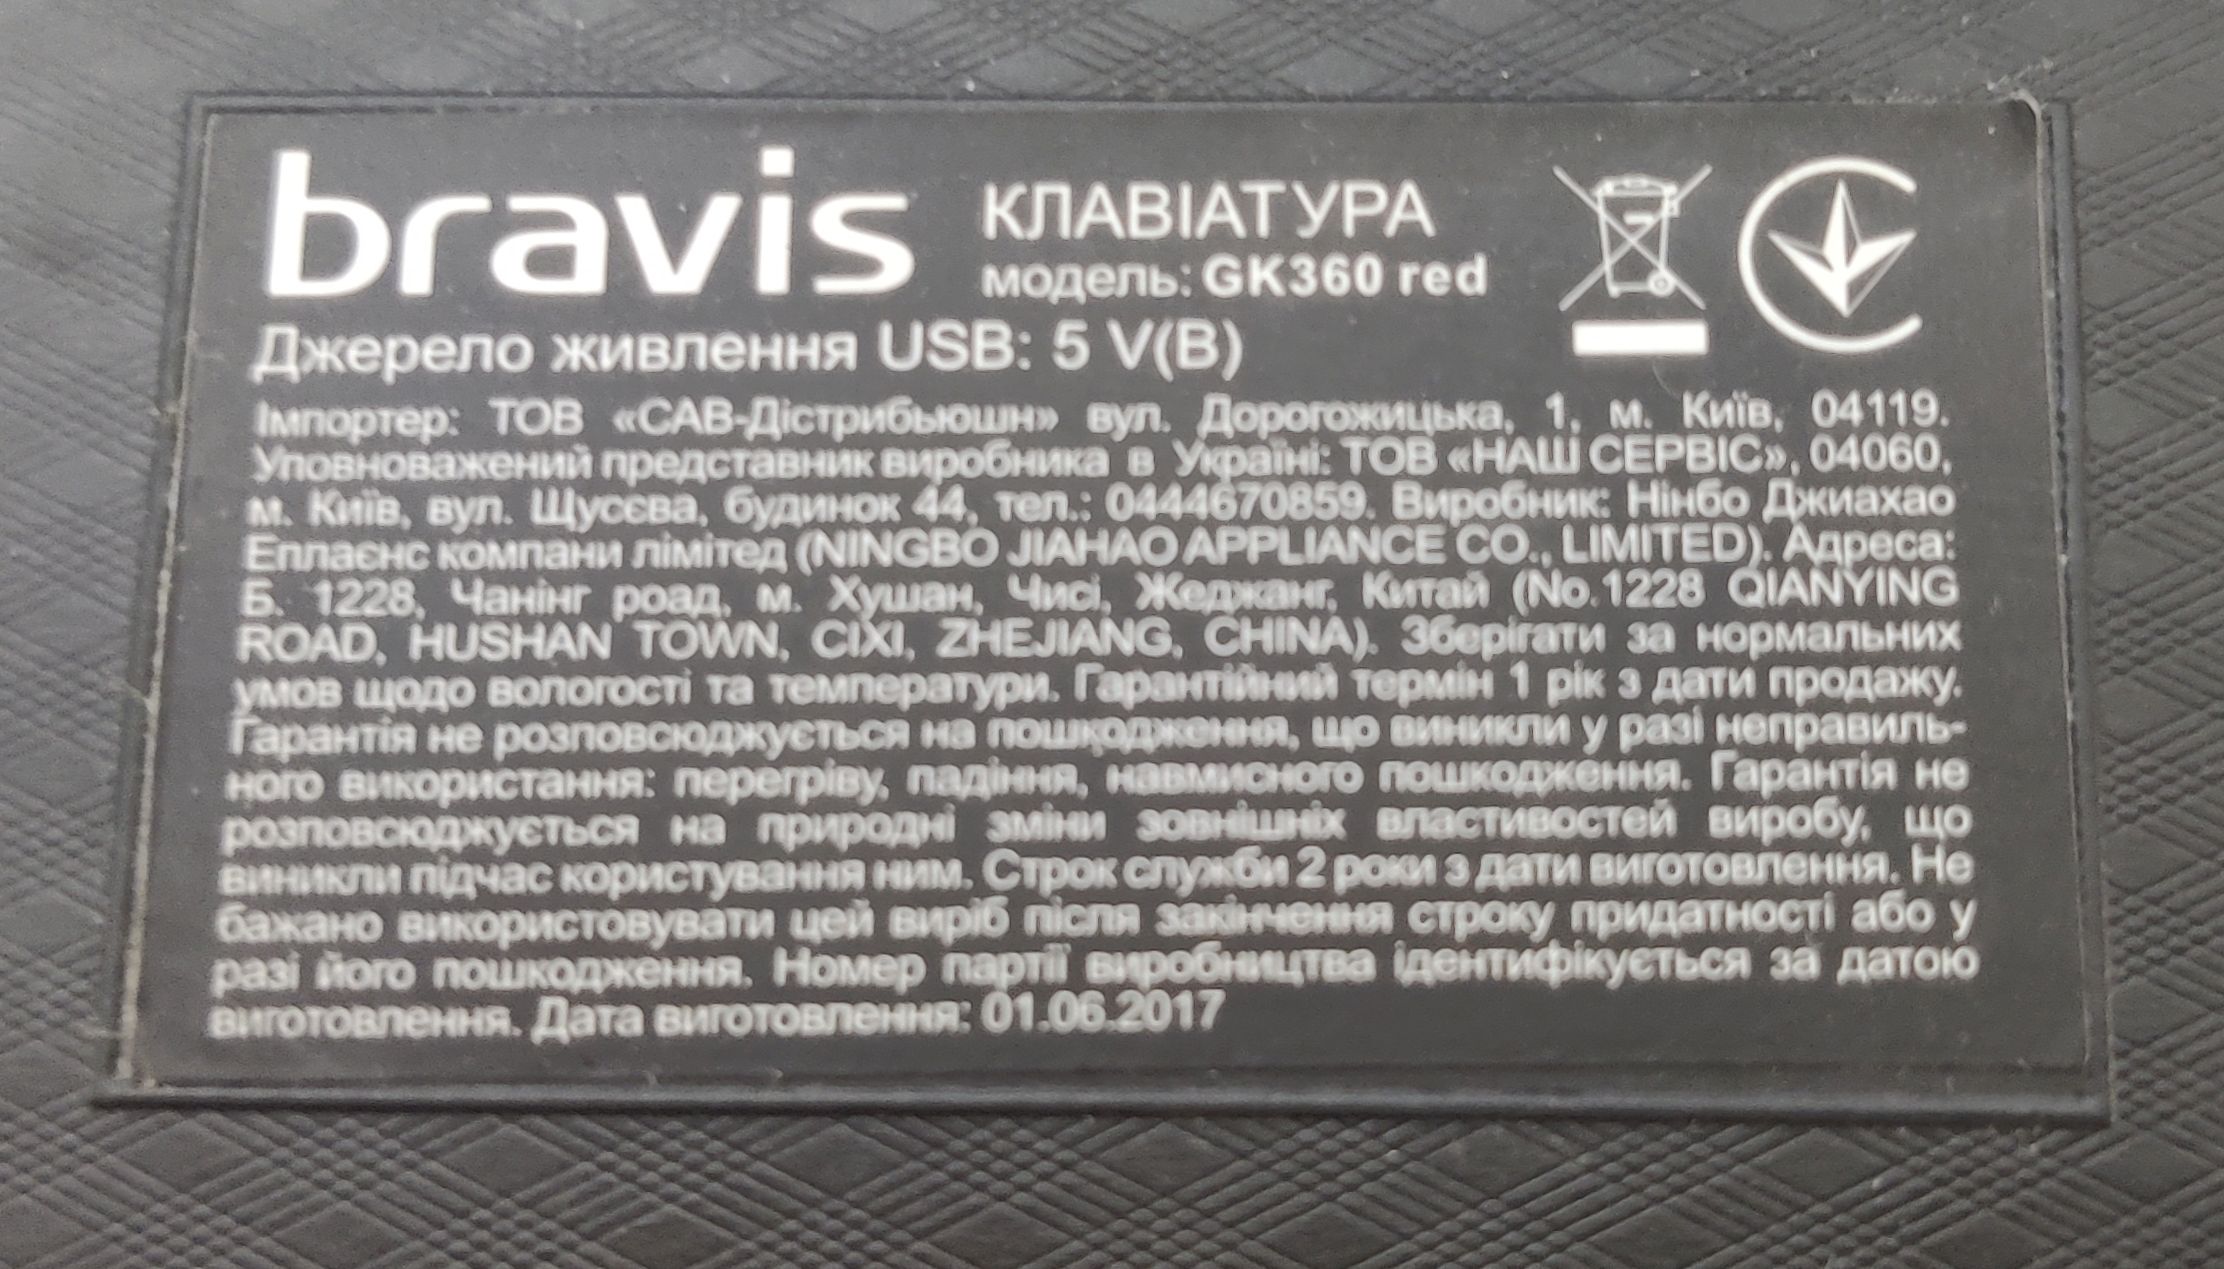 bravis
КЛАВІАТУРА
модель: GK360 red
Джерело живлення USB: 5 V(B)
Імпортер: ТОВ «САВ-Дістрибьюшн» вул. Дорогожицька, 1, м. Київ, 04119.
Уповноважений представник виробника в Україні: ТОВ «НАШ СЕРВІС», 04060,
м. Київ, вул. Щусєва, будинок 44, тел.: 0444670859. Виробник: Нінбо Джиахао
Еплаєнс компани лімітед (NINGBO JIAHAO APPLIANCE CO., LIMITED). Адреса:
Б. 1228, Чанінг роад, м. Хушан, Чисі, Жеджанг, Китай (No.1228 QIANYING
ROAD, HUSHAN TOWN, CIXI, ZHEJIANG, CHINA). Зберігати за нормальних
умов щодо вологості та температури. Гарантійний термін 1 рік з дати продажу.
Гарантія не розповсюджується на пошкодження, що виникли у разі неправиль-
ного використання: перегріву, падіння, навмисного пошкодження. Гарантія не
розповсюджується на природні зміни зовнішніх властивостей виробу, що
виникли підчас користування ним. Строк служби 2 роки з дати виготовлення. Не
бажано використовувати цей виріб після закінчення строку придатності або у
разі його пошкодження. Номер партії виробництва ідентифікується за датою
виготовлення. Дата виготовлення: 01.06.2017